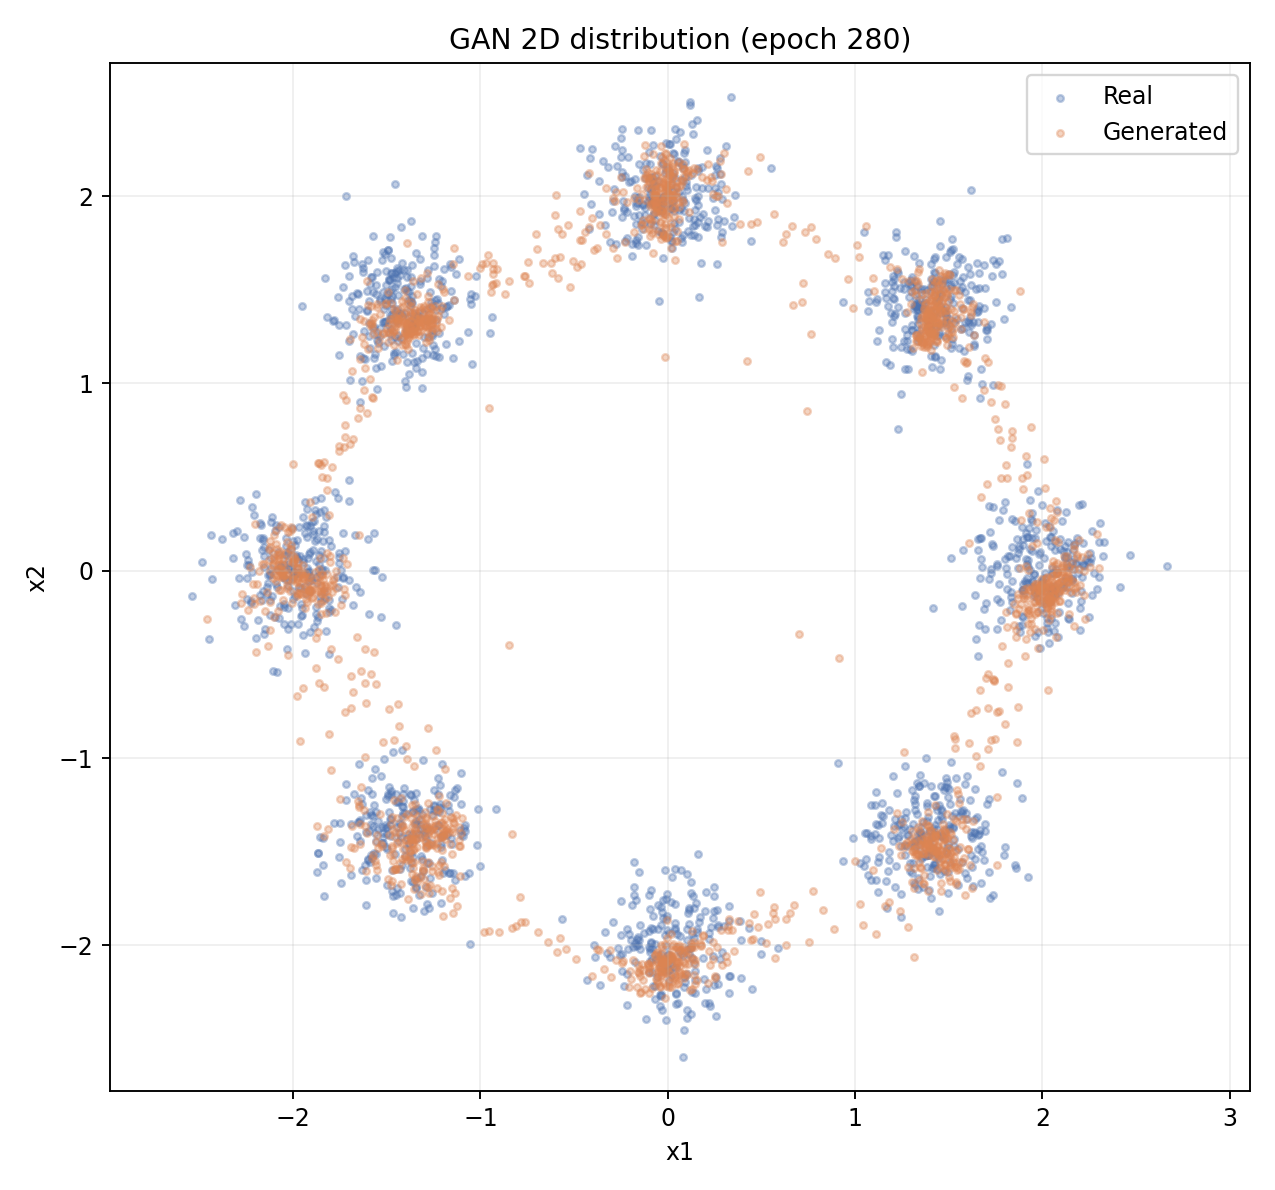 GAN 2D distribution (epoch 280)
Real
Generated
2
1
0
−1
−2
x2
−2
−1
0
1
2
3
x1